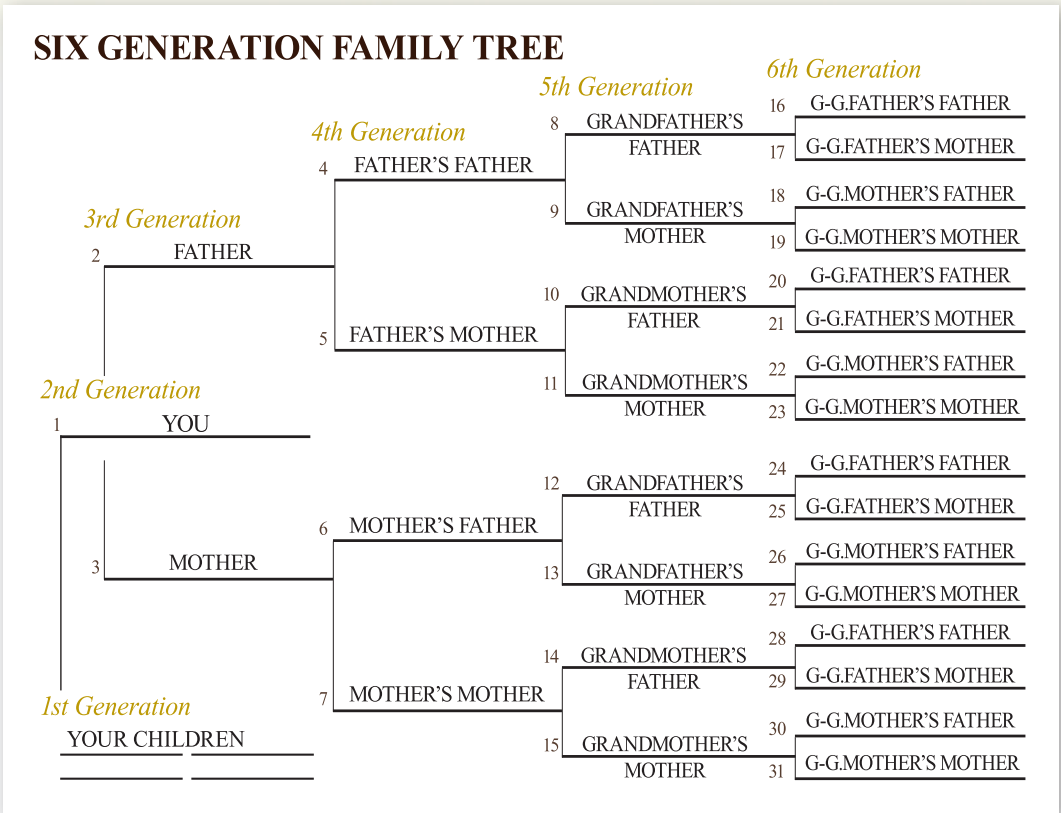 SIX GENERATION FAMILY TREE
6th Generation
5th Generation
4th Generation
3rd Generation
2nd Generation
1st Generation
1 YOU
YOUR CHILDREN
2 FATHER
3 MOTHER
4 FATHER'S FATHER
5 FATHER'S MOTHER
6 MOTHER'S FATHER
7 MOTHER'S MOTHER
8 GRANDFATHER'S
FATHER
9 GRANDFATHER'S
MOTHER
10 GRANDMOTHER'S
FATHER
11 GRANDMOTHER'S
MOTHER
12 GRANDFATHER'S
FATHER
13 GRANDFATHER'S
MOTHER
14 GRANDMOTHER'S
FATHER
15 GRANDMOTHER'S
MOTHER
16 G-G.FATHER'S FATHER
17 G-G.FATHER'S MOTHER
18 G-G.MOTHER'S FATHER
19 G-G.MOTHER'S MOTHER
20 G-G.FATHER'S FATHER
21 G-G.FATHER'S MOTHER
22 G-G.MOTHER'S FATHER
23 G-G.MOTHER'S MOTHER
24 G-G.FATHER'S FATHER
25 G-G.FATHER'S MOTHER
26 G-G.MOTHER'S FATHER
27 G-G.MOTHER'S MOTHER
28 G-G.FATHER'S FATHER
29 G-G.FATHER'S MOTHER
30 G-G.MOTHER'S FATHER
31 G-G.MOTHER'S MOTHER